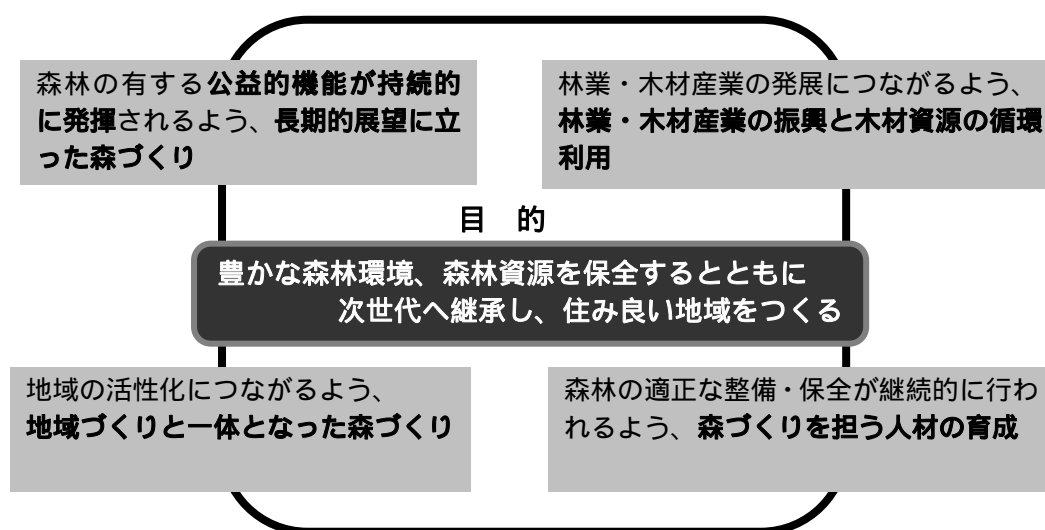 森林の有する公益的機能が持続的
に発揮されるよう、長期的展望に立
った森づくり
林業・木材産業の発展につながるよう、
林業・木材産業の振興と木材資源の循環
利用
目　的
豊かな森林環境、森林資源を保全するとともに
次世代へ継承し、住み良い地域をつくる
地域の活性化につながるよう、
地域づくりと一体となった森づくり
森林の適正な整備・保全が継続的に行わ
れるよう、森づくりを担う人材の育成